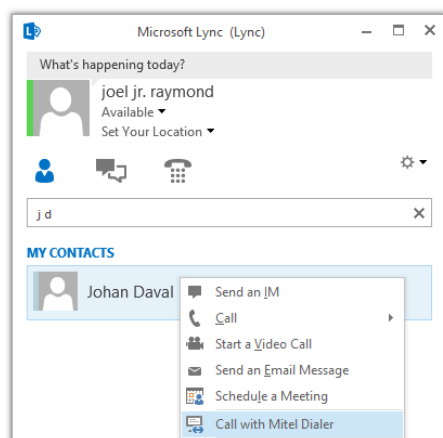 Microsoft Lync (Lync)
What's happening today?
joel jr. raymond
Available
Set Your Location
j d
MY CONTACTS
Johan Daval
Send an IM
Call
Start a Video Call
Send an Email Message
Schedule a Meeting
Call with Mitel Dialer